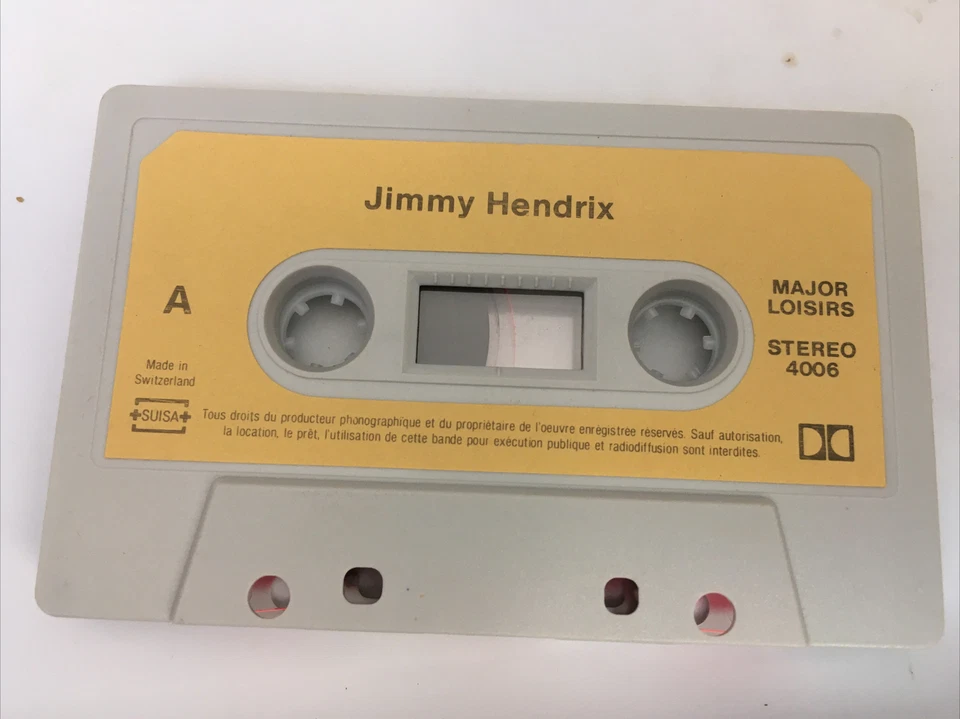 Jimmy Hendrix
A
MAJOR
LOISIRS
STEREO
4006
Made in
Switzerland
SUISA
Tous droits du producteur phonographique et du propriétaire de l'oeuvre enregistrée réservés. Sauf autorisation,
la location, le prêt, l'utilisation de cette bande pour exécution publique et radiodiffusion sont interdites.